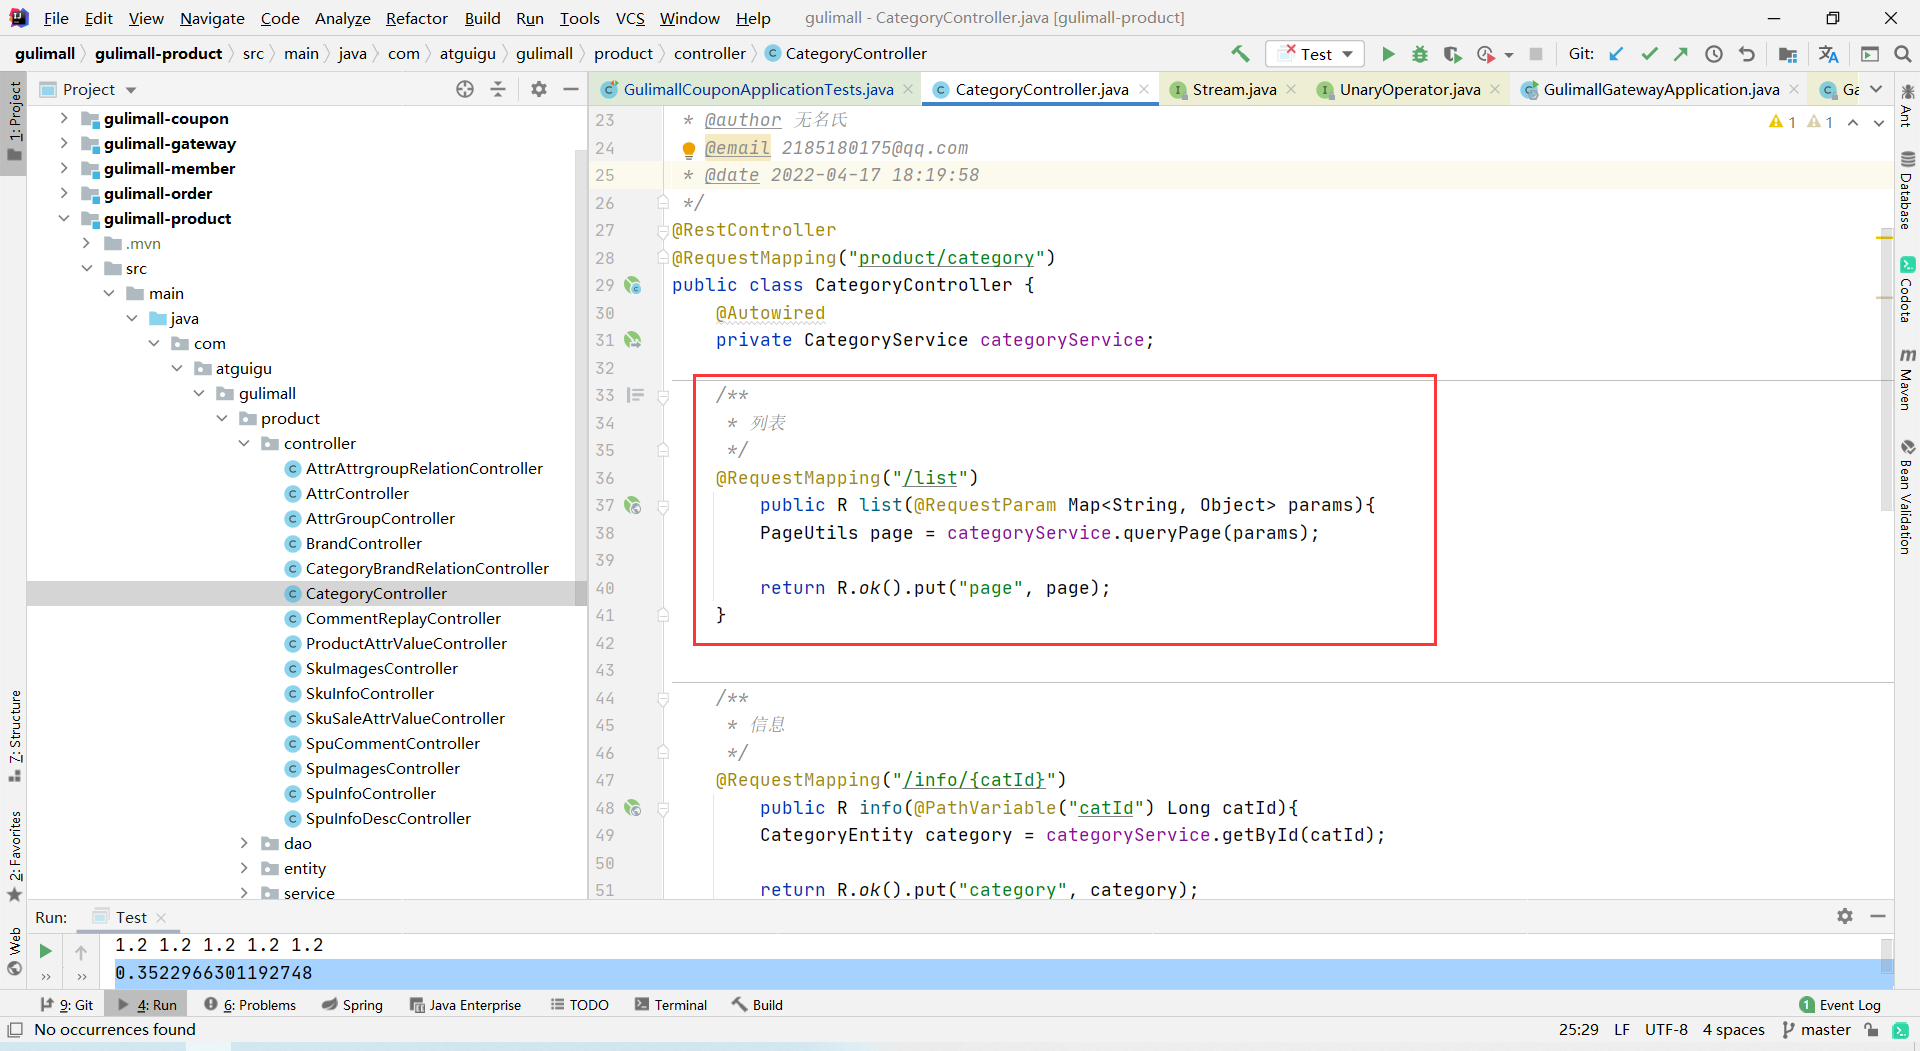 File Edit View Navigate Code Analyze Refactor Build Run Tools VCS Window Help gulimall - CategoryController.java [gulimall-product]
gulimall gulimall-product src main java com atguigu gulimall product controller CategoryController Test Git:
Project
GulimallCouponApplicationTests.java CategoryController.java Stream.java UnaryOperator.java GulimallGatewayApplication.java Ga
1: Project
7: Structure
2: Favorites
Web
gulimall-coupon
gulimall-gateway
gulimall-member
gulimall-order
gulimall-product
.mvn
src
main
java
com
atguigu
gulimall
product
controller
AttrAttrgroupRelationController
AttrController
AttrGroupController
BrandController
CategoryBrandRelationController
CategoryController
CommentReplayController
ProductAttrValueController
SkuImagesController
SkuInfoController
SkuSaleAttrValueController
SpuCommentController
SpuImagesController
SpuInfoController
SpuInfoDescController
dao
entity
service
1 1
23 * @author 无名氏
24 @email 2185180175@qq.com
25 * @date 2022-04-17 18:19:58
26 */
27 @RestController
28 @RequestMapping("product/category")
29 public class CategoryController {
30 @Autowired
31 private CategoryService categoryService;
32
33 /**
34 * 列表
35 */
36 @RequestMapping("/list")
37 public R list(@RequestParam Map<String, Object> params){
38 PageUtils page = categoryService.queryPage(params);
39
40 return R.ok().put("page", page);
41 }
42
43
44 /**
45 * 信息
46 */
47 @RequestMapping("/info/{catId}")
48 public R info(@PathVariable("catId") Long catId){
49 CategoryEntity category = categoryService.getById(catId);
50
51 return R.ok().put("category", category);
Ant
Database
Codota
Maven
Bean Validation
Run: Test
1.2 1.2 1.2 1.2 1.2
0.3522966301192748
9: Git 4: Run 6: Problems Spring Java Enterprise TODO Terminal Build 1 Event Log
No occurrences found 25:29 LF UTF-8 4 spaces master